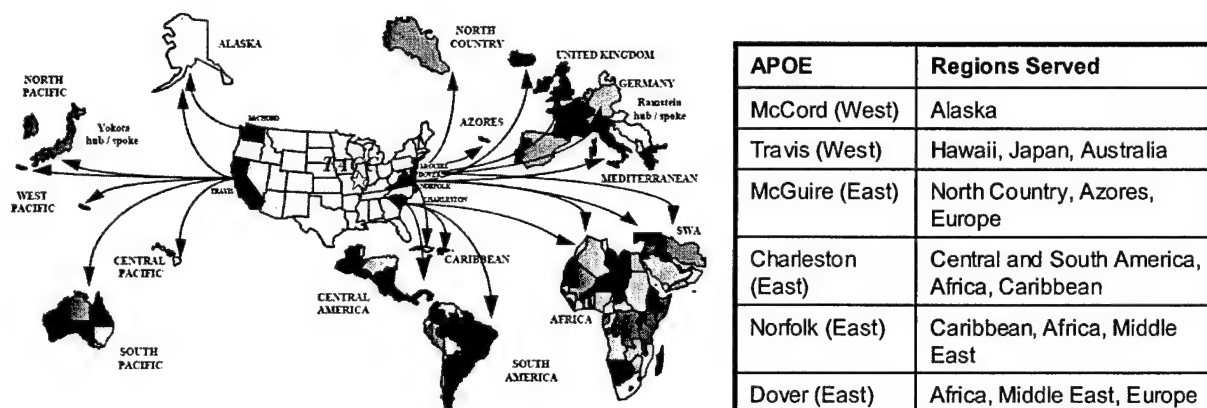 ALASKA
NORTH
COUNTRY
UNITED KINGDOM
GERMANY
Ramstein
hub / spoke
NORTH
PACIFIC
Yokota
hub / spoke
AZORES
MEDITERRANEAN
WEST
PACIFIC
TRAVIS
DOVER
NORFOLK
CHARLESTON
SWA
CENTRAL
PACIFIC
CARIBBEAN
CENTRAL
AMERICA
AFRICA
SOUTH
PACIFIC
SOUTH
AMERICA
APOE Regions Served
McCord (West) Alaska
Travis (West) Hawaii, Japan, Australia
McGuire (East) North Country, Azores,
Europe
Charleston Central and South America,
(East) Africa, Caribbean
Norfolk (East) Caribbean, Africa, Middle
East
Dover (East) Africa, Middle East, Europe